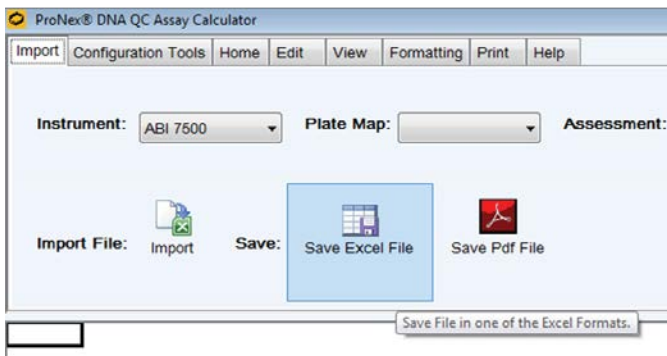 ProNex® DNA QC Assay Calculator
Import Configuration Tools Home Edit View Formatting Print Help
Instrument: ABI 7500 Plate Map: Assessment:
Import File: Import Save: Save Excel File Save Pdf File
Save File in one of the Excel Formats.